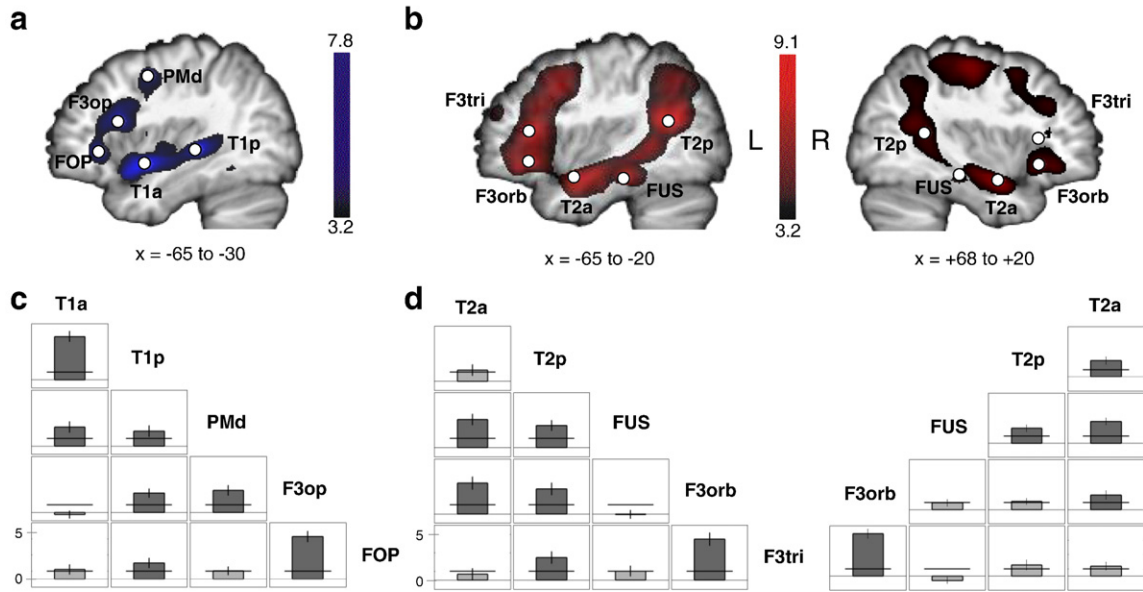 a
7.8
PMd
F3op
FOP
T1p
T1a
3.2
x = -65 to -30
b
9.1
F3tri
T2p
L
R
F3orb
T2a
FUS
3.2
x = -65 to -20
F3tri
T2p
FUS
T2a
F3orb
x = +68 to +20
c
T1a
T1p
PMd
F3op
5
0
FOP
d
T2a
T2p
FUS
F3orb
5
0
F3tri
T2a
T2p
FUS
F3orb